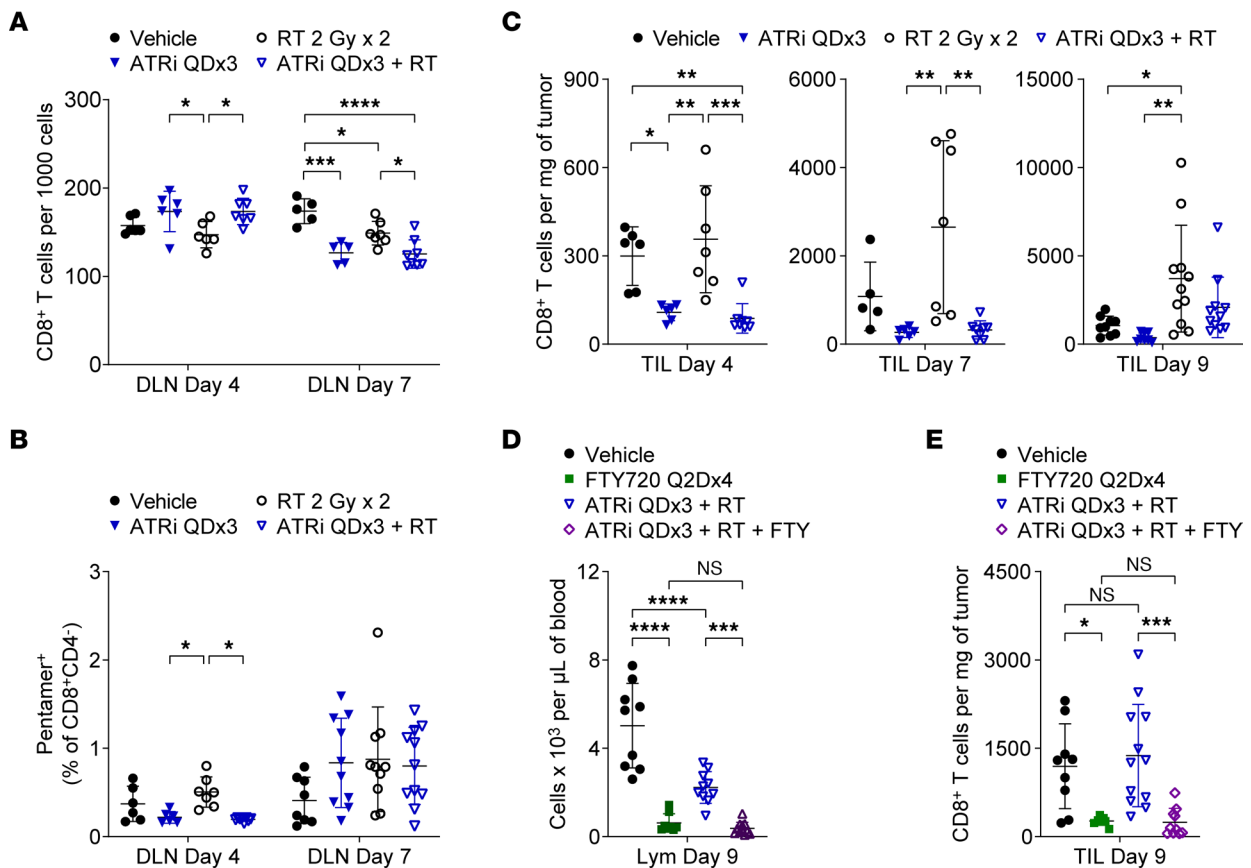 A
Vehicle
RT 2 Gy x 2
ATRi QDx3
ATRi QDx3 + RT
CD8⁺ T cells per 1000 cells
300
200
100
0
* * **** * *** *
DLN Day 4
DLN Day 7
B
Vehicle
RT 2 Gy x 2
ATRi QDx3
ATRi QDx3 + RT
Pentamer⁺
(% of CD8⁺CD4⁻)
3
2
1
0
* *
DLN Day 4
DLN Day 7
C
Vehicle
ATRi QDx3
RT 2 Gy x 2
ATRi QDx3 + RT
CD8⁺ T cells per mg of tumor
900
600
300
0
** ** *** *
TIL Day 4
6000
4000
2000
0
** **
TIL Day 7
15000
10000
5000
0
* **
TIL Day 9
D
Vehicle
FTY720 Q2Dx4
ATRi QDx3 + RT
ATRi QDx3 + RT + FTY
Cells x 10³ per µL of blood
12
8
4
0
NS
****
**** ***
Lym Day 9
E
Vehicle
FTY720 Q2Dx4
ATRi QDx3 + RT
ATRi QDx3 + RT + FTY
CD8⁺ T cells per mg of tumor
4500
3000
1500
0
NS
NS
* ***
TIL Day 9